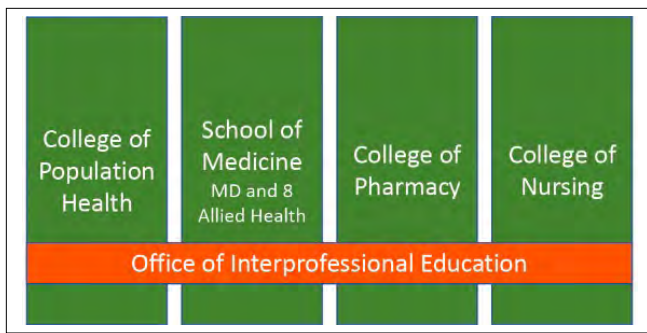 College of
Population
Health
School of
Medicine
MD and 8
Allied Health
College of
Pharmacy
College of
Nursing
Office of Interprofessional Education